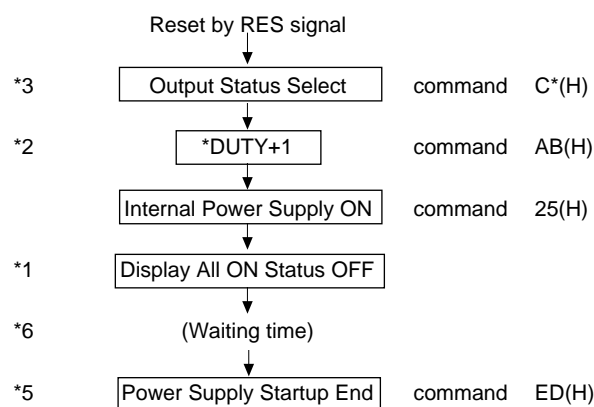 Reset by RES signal
*3 Output Status Select command C*(H)
*2 *DUTY+1 command AB(H)
Internal Power Supply ON command 25(H)
*1 Display All ON Status OFF
*6 (Waiting time)
*5 Power Supply Startup End command ED(H)